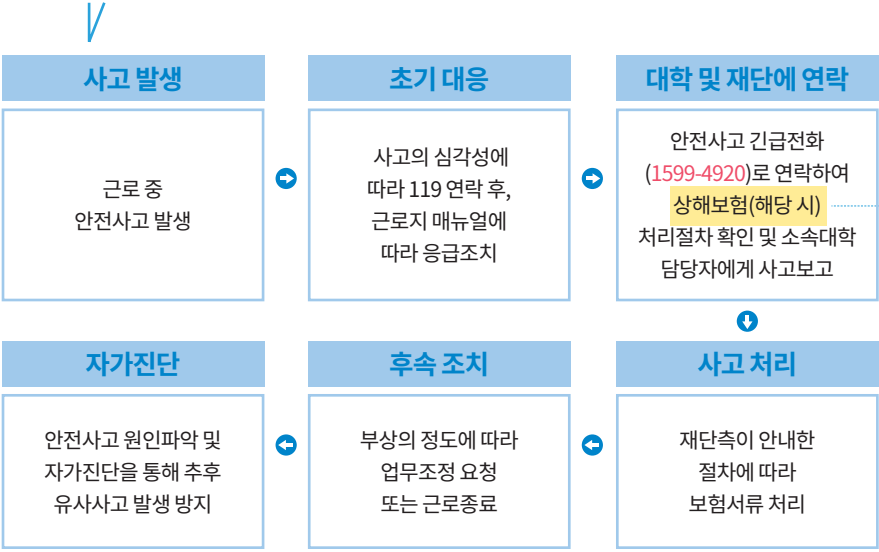 사고 발생
근로 중
안전사고 발생
초기 대응
사고의 심각성에
따라 119 연락 후,
근로지 매뉴얼에
따라 응급조치
대학 및 재단에 연락
안전사고 긴급전화
(1599-4920)로 연락하여
상해보험(해당 시)
처리절차 확인 및 소속대학
담당자에게 사고보고
사고 처리
재단측이 안내한
절차에 따라
보험서류 처리
후속 조치
부상의 정도에 따라
업무조정 요청
또는 근로종료
자가진단
안전사고 원인파악 및
자가진단을 통해 추후
유사사고 발생 방지